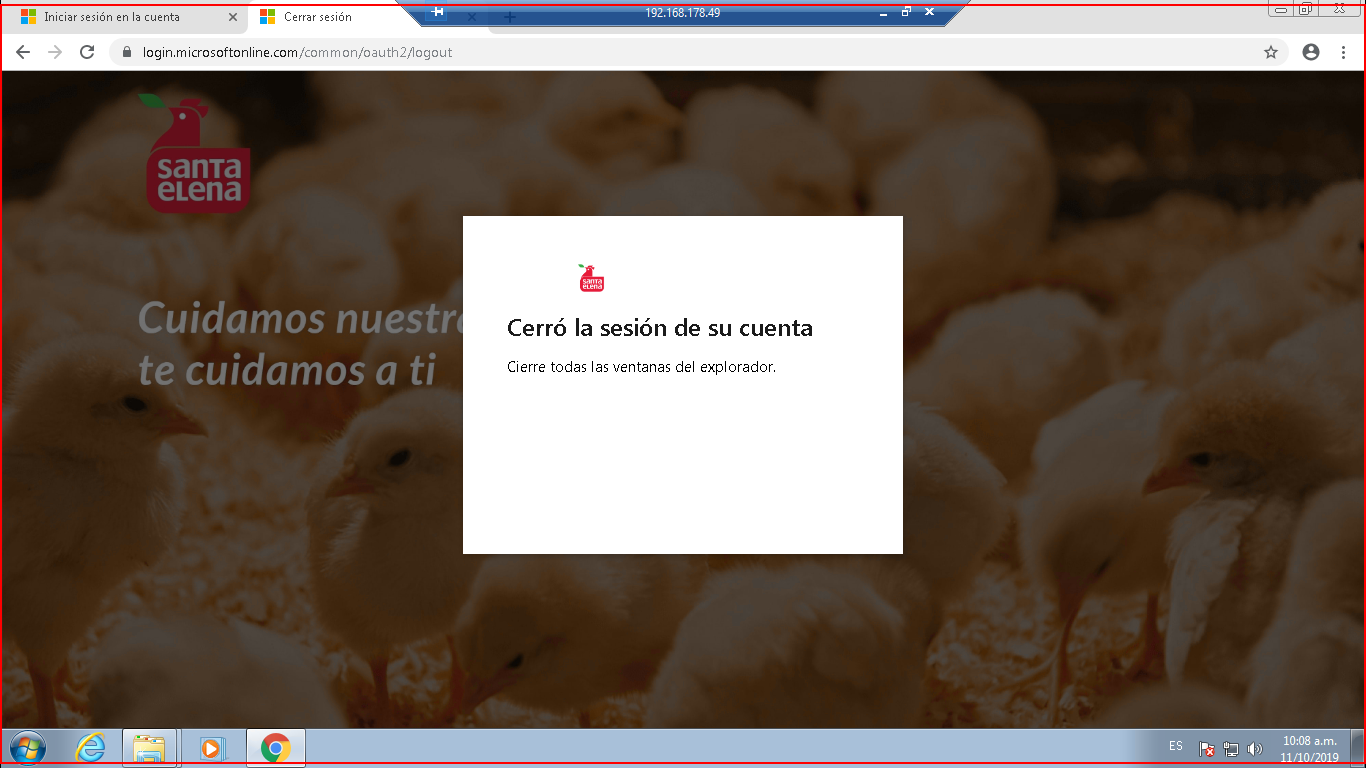 Iniciar sesión en la cuenta
Cerrar sesión
192.168.178.49
login.microsoftonline.com/common/oauth2/logout
SANTA
ELENA
Cuidamos nuestr
te cuidamos a ti
SANTA
ELENA
Cerró la sesión de su cuenta
Cierre todas las ventanas del explorador.
ES
10:08 a.m.
11/10/2019